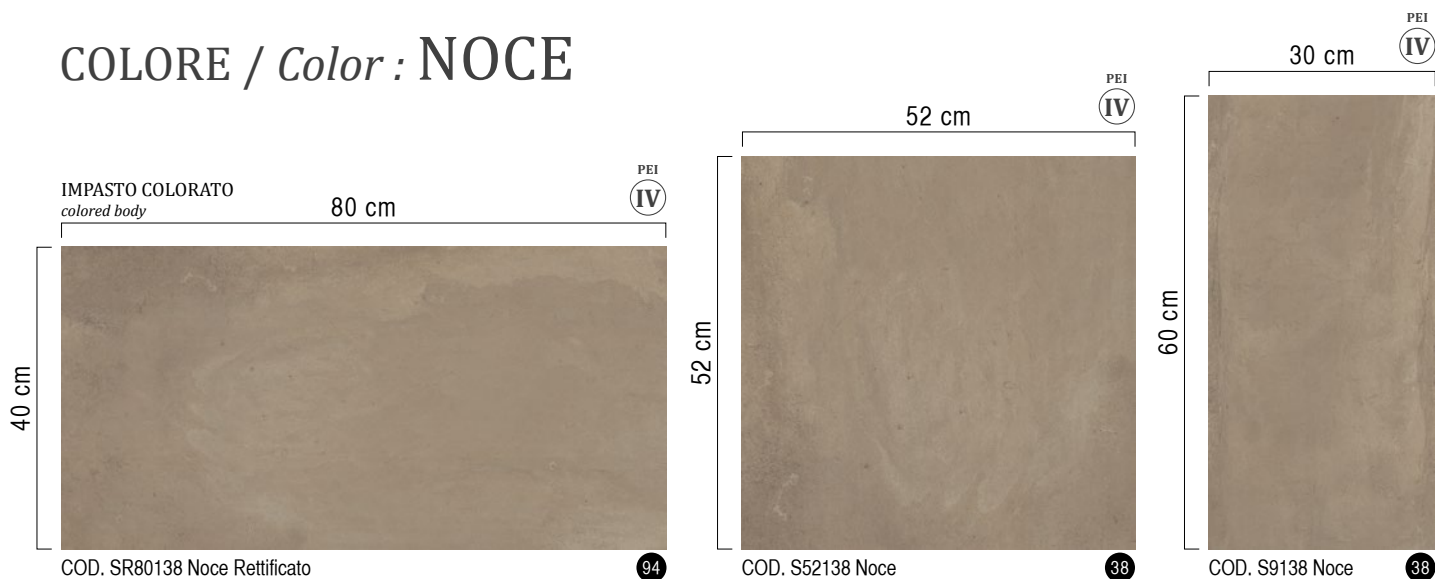 COLORE / Color : NOCE
IMPASTO COLORATO
colored body
80 cm
PEI
IV
40 cm
COD. SR80138 Noce Rettificato
94
52 cm
PEI
IV
52 cm
COD. S52138 Noce
38
30 cm
PEI
IV
60 cm
COD. S9138 Noce
38